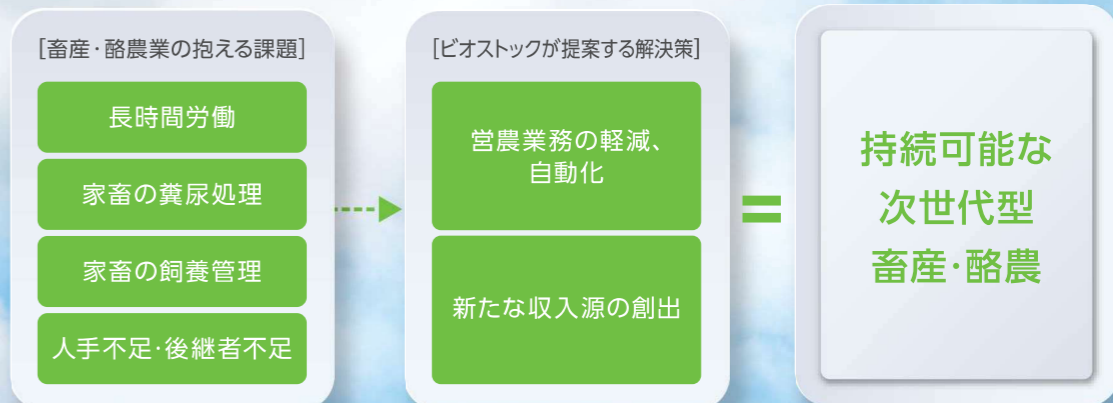 [畜産・酪農業の抱える課題]
長時間労働
家畜の糞尿処理
家畜の飼養管理
人手不足・後継者不足
[ビオストックが提案する解決策]
営農業務の軽減、
自動化
新たな収入源の創出
=
持続可能な
次世代型
畜産・酪農